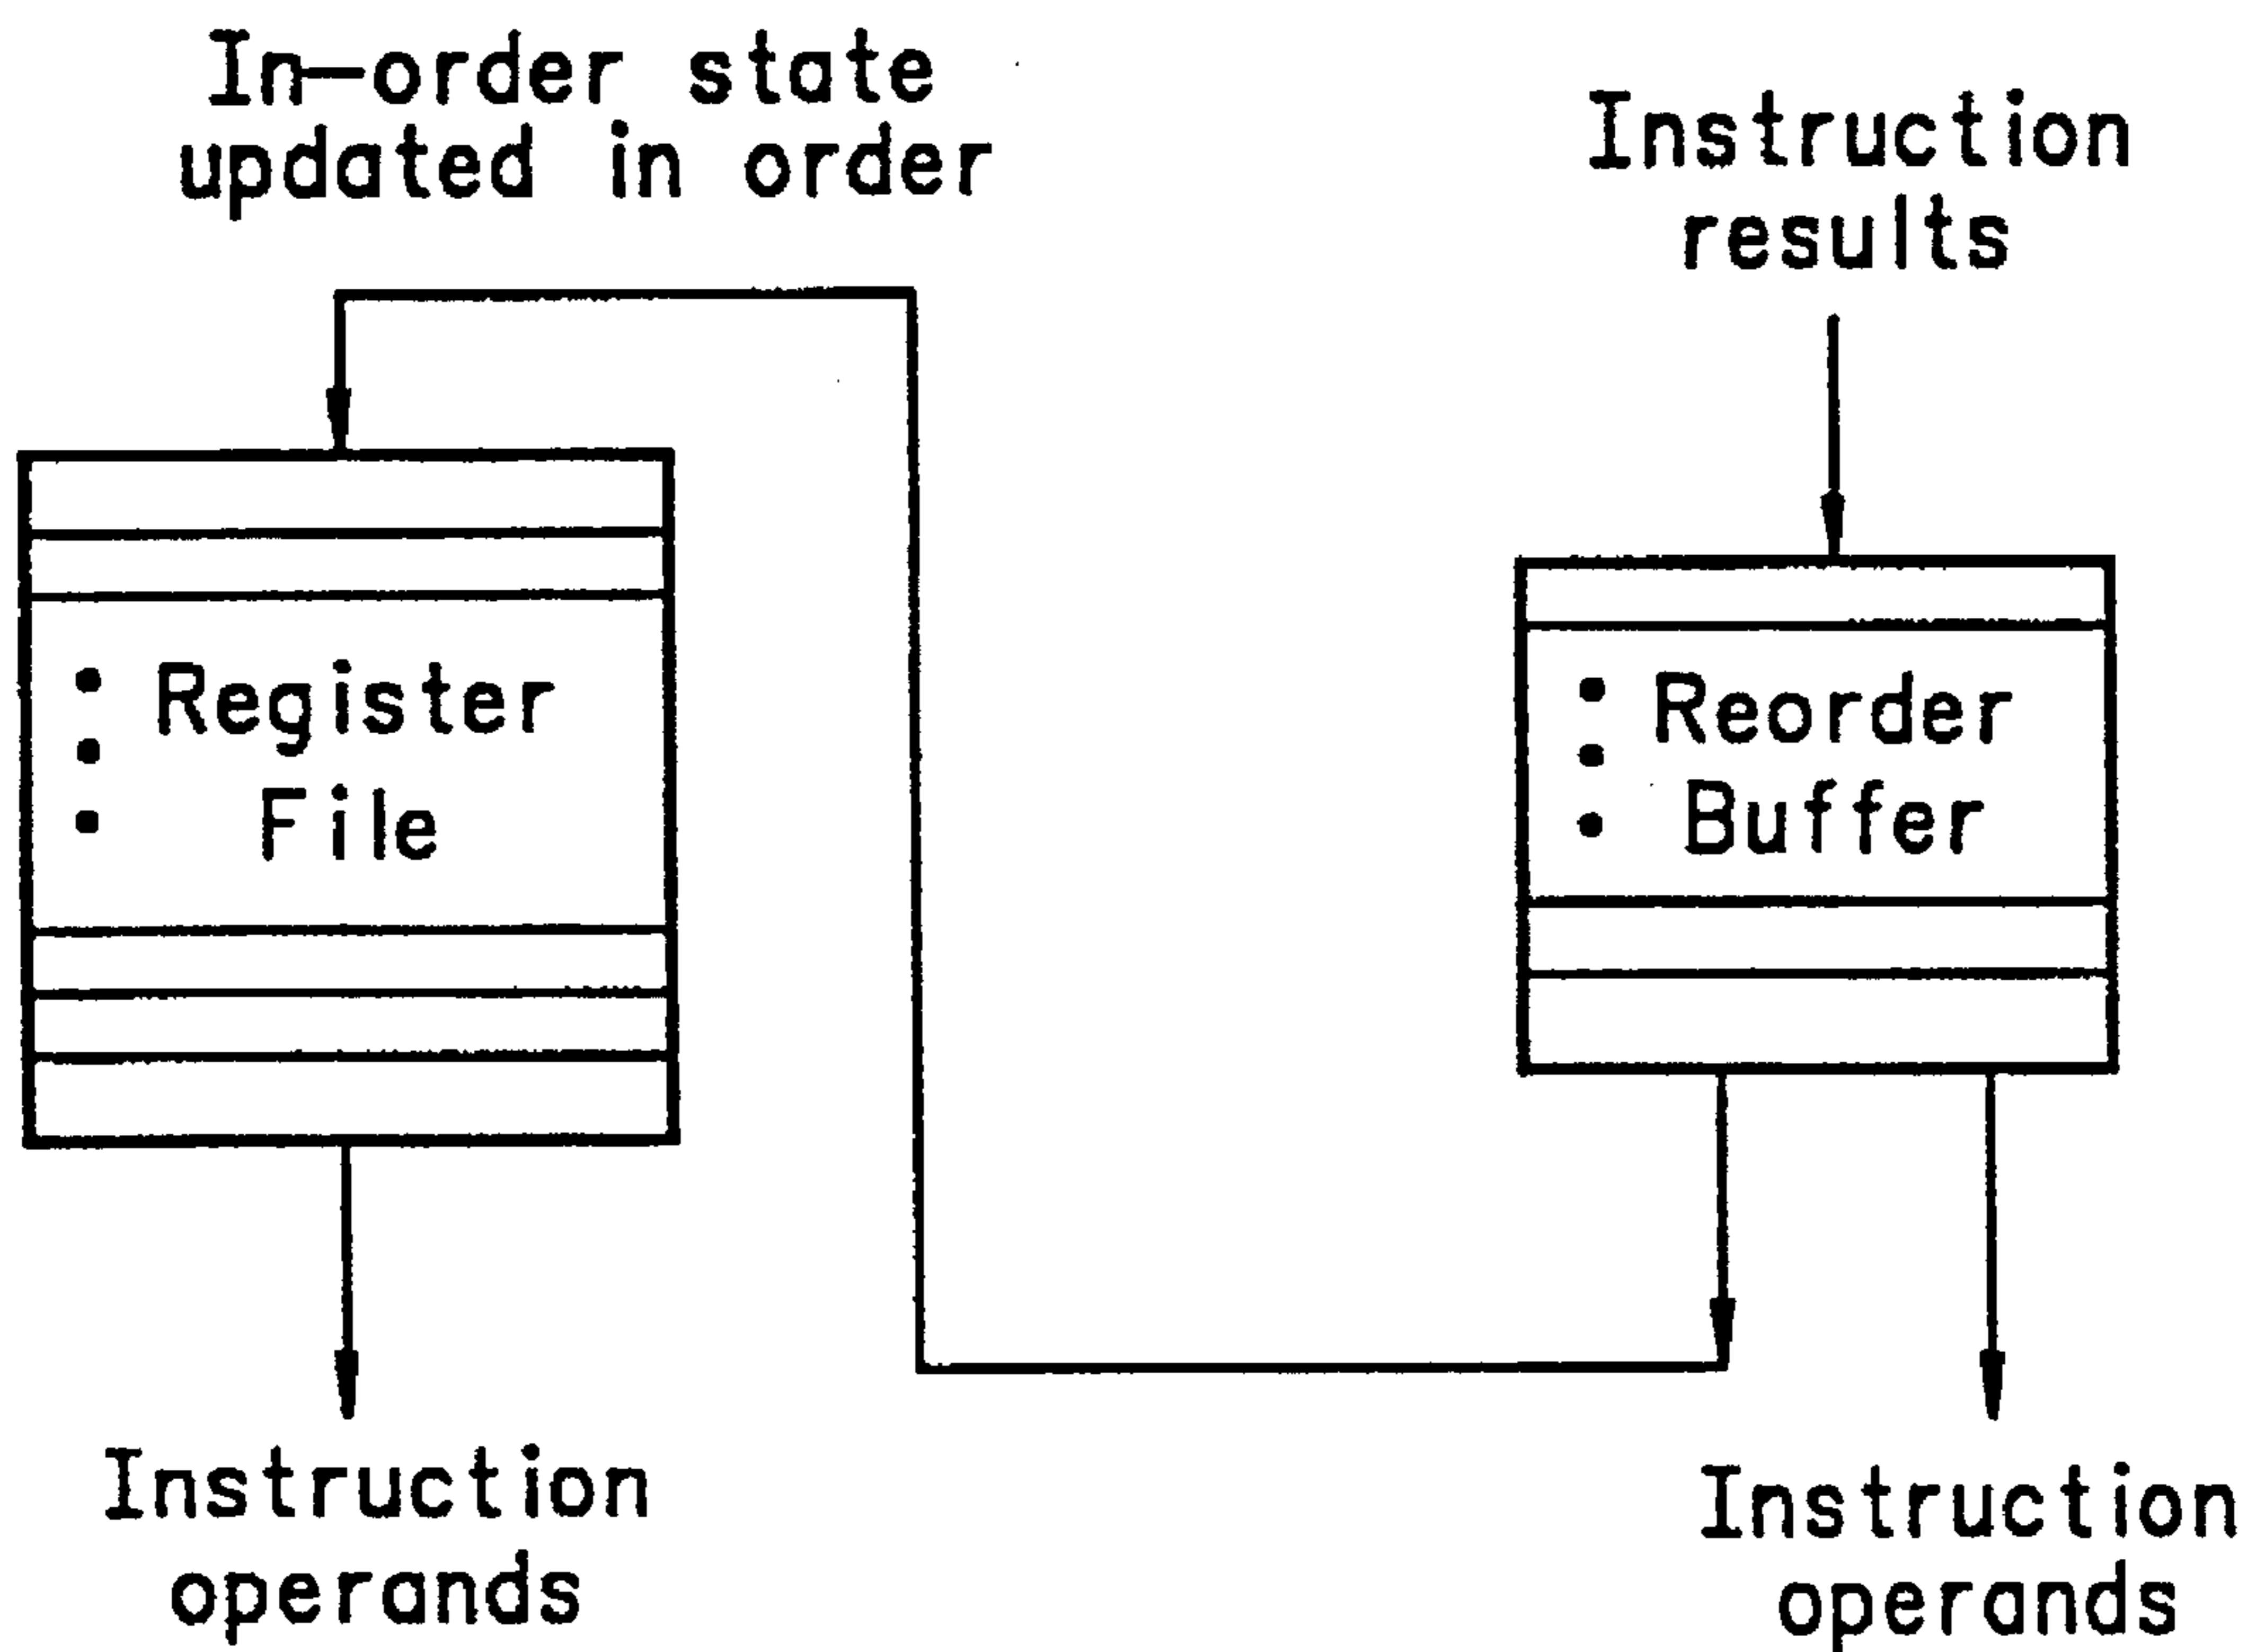 In-order state
updated in order
Instruction
results
Register
File
Reorder
Buffer
Instruction
operands
Instruction
operands